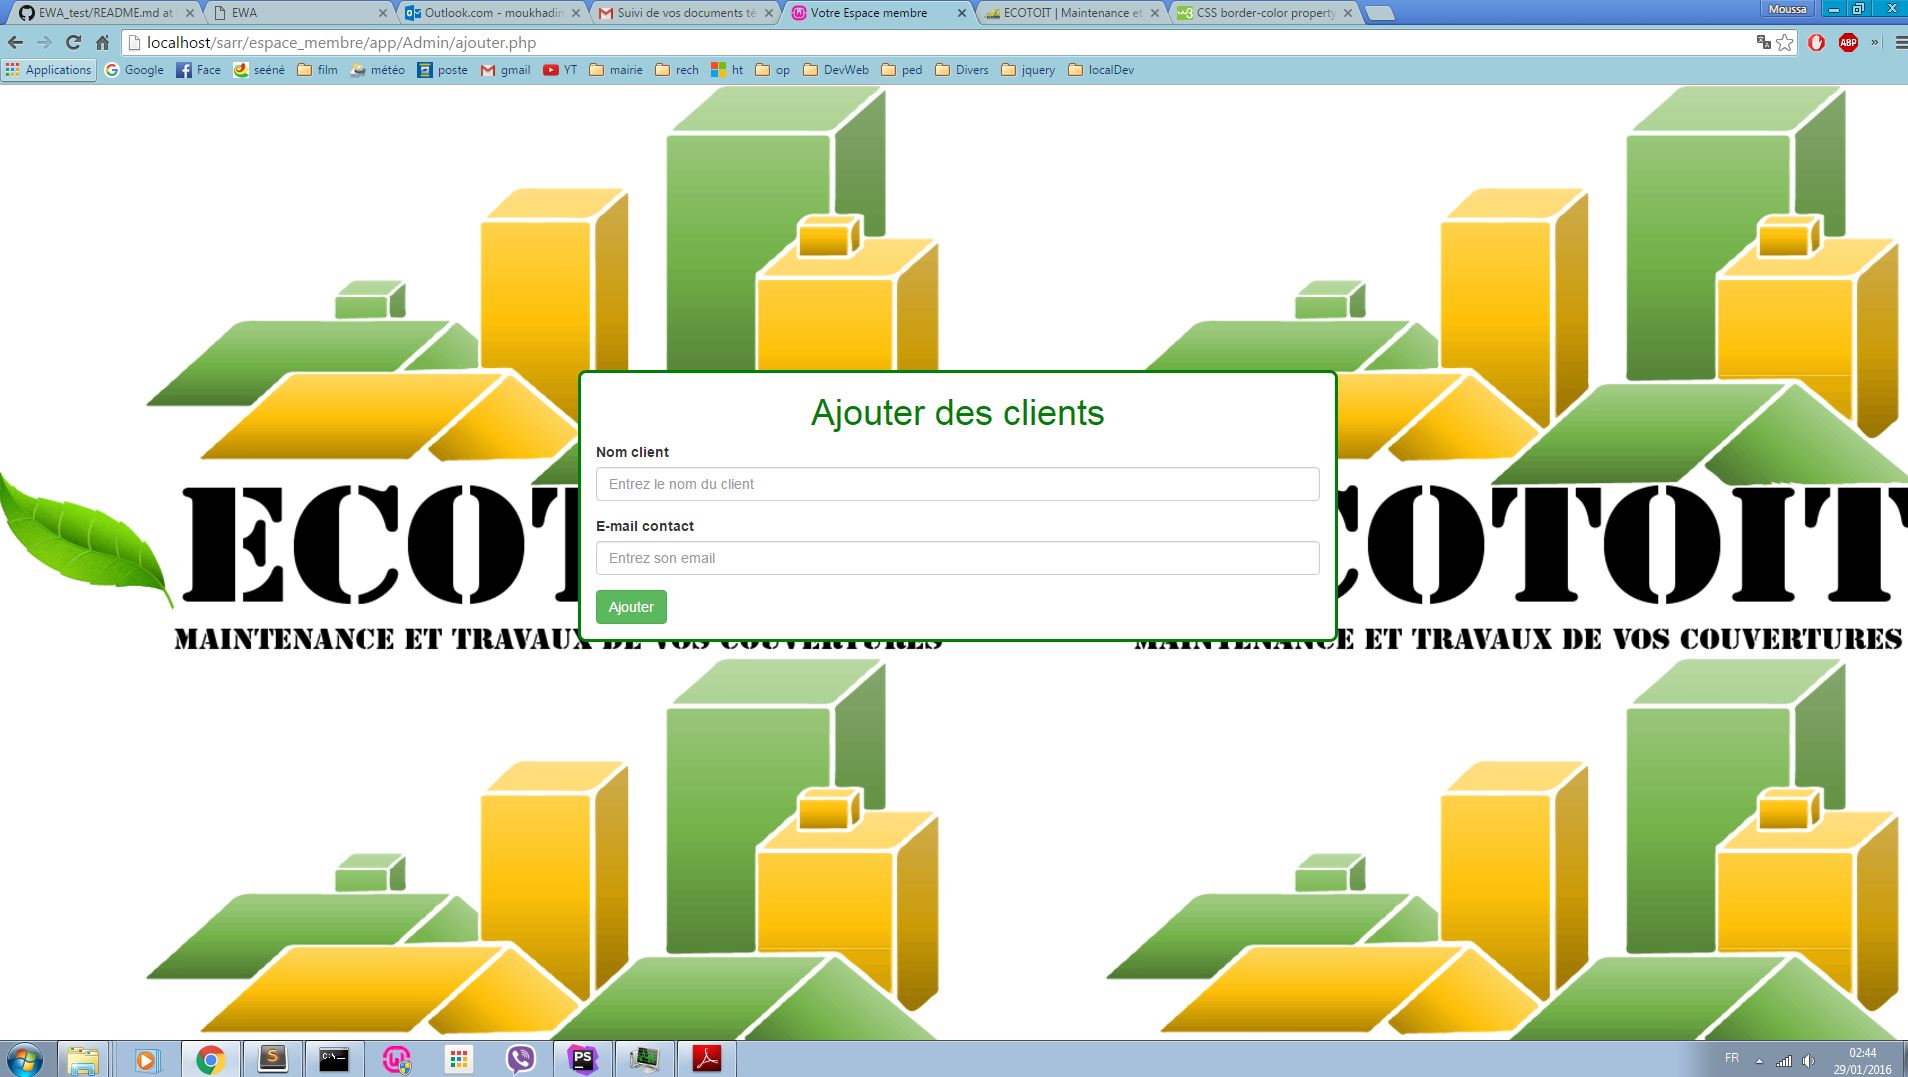 EWA_test/README.md at
EWA
Outlook.com - moukhadin
Suivi de vos documents té
Votre Espace membre
ECOTOIT | Maintenance et
CSS border-color property
Moussa
localhost/sarr/espace_membre/app/Admin/ajouter.php
ABP
»
Applications
Google
Face
seéné
film
météo
poste
gmail
YT
mairie
rech
ht
op
DevWeb
ped
Divers
jquery
localDev
Ajouter des clients
Nom client
Entrez le nom du client
E-mail contact
Entrez son email
Ajouter
ECOT
COTOIT
MAINTENANCE ET TRAVAUX DE VOS COUVERTURES
MAINTENANCE ET TRAVAUX DE VOS COUVERTURES
C:\_
PS
FR
02:44
29/01/2016